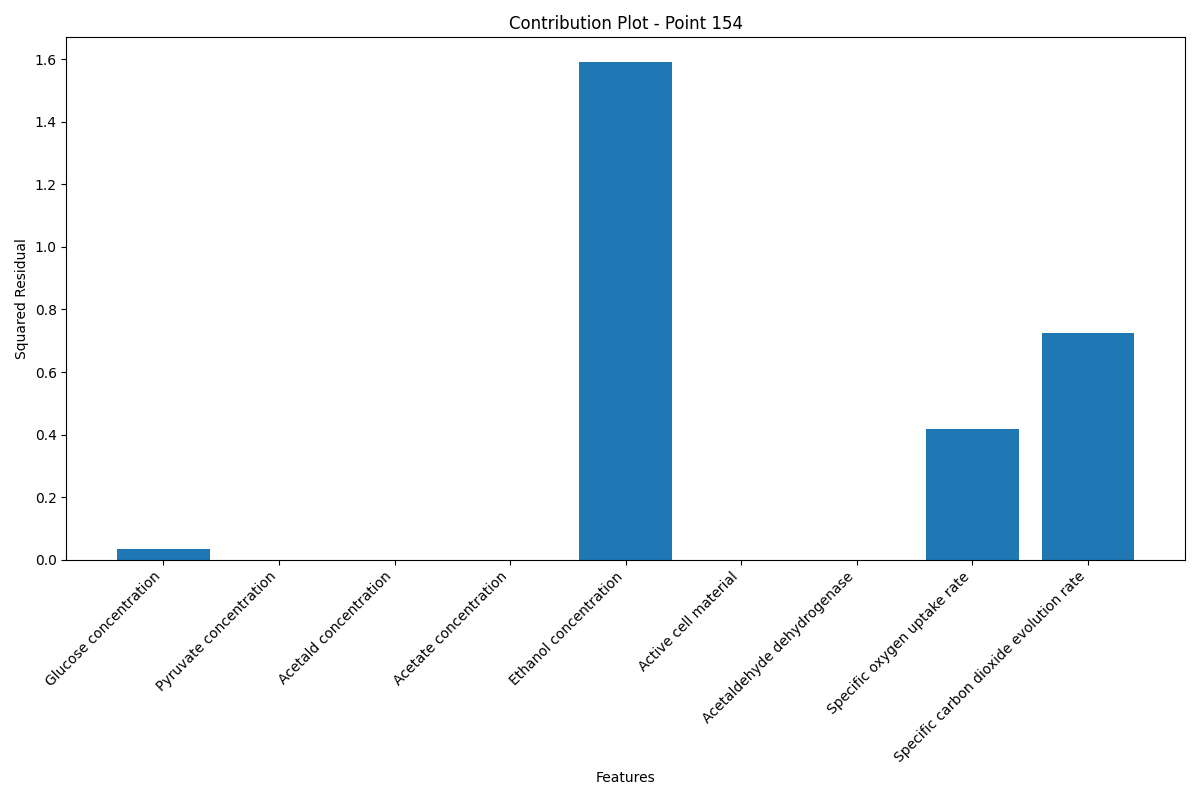 Contribution Plot - Point 154
Squared Residual
1.6
1.4
1.2
1.0
0.8
0.6
0.4
0.2
0.0
Glucose concentration
Pyruvate concentration
Acetald concentration
Acetate concentration
Ethanol concentration
Active cell material
Acetaldehyde dehydrogenase
Specific oxygen uptake rate
Specific carbon dioxide evolution rate
Features